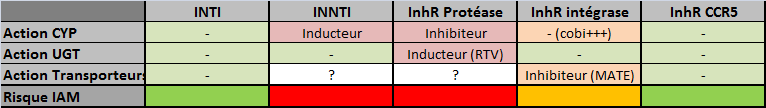 INTI INNTI InhR Protéase InhR intégrase InhR CCR5
Action CYP - Inducteur Inhibiteur - (cobi+++) -
Action UGT - - Inducteur (RTV) - -
Action Transporteurs - ? ? Inhibiteur (MATE) -
Risque IAM